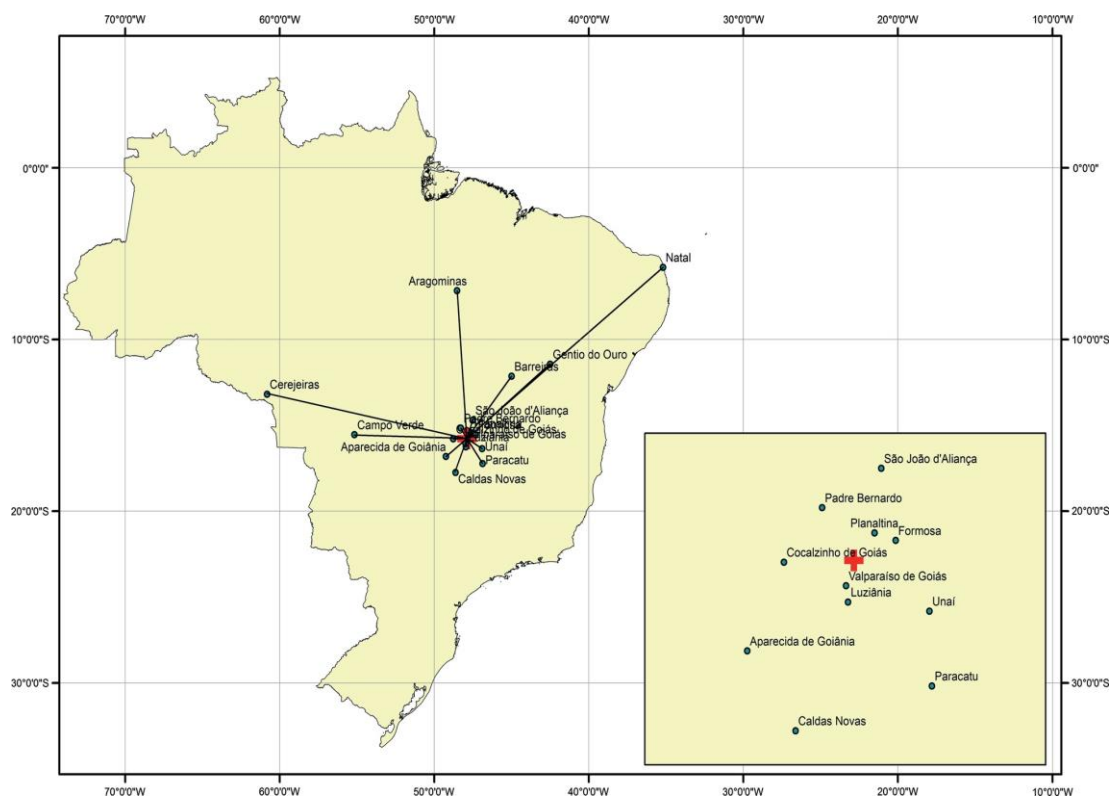 70°0'0"W 60°0'0"W 50°0'0"W 40°0'0"W 30°0'0"W 20°0'0"W 10°0'0"W
0°0'0" 0°0'0"
Natal
Aragominas
10°0'0"S 10°0'0"S
Gentio do Ouro
Barreiras
Cerejeiras
São João d'Aliança
Padre Bernardo
Campo Verde
Valparaíso de Goiás
Luziânia
Aparecida de Goiânia
Unaí
Paracatu
Caldas Novas
São João d'Aliança
Padre Bernardo
20°0'0"S 20°0'0"S
Planaltina
Formosa
Cocalzinho de Goiás
Valparaíso de Goiás
Luziânia
Unaí
Aparecida de Goiânia
Paracatu
30°0'0"S 30°0'0"S
Caldas Novas
70°0'0"W 60°0'0"W 50°0'0"W 40°0'0"W 30°0'0"W 20°0'0"W 10°0'0"W